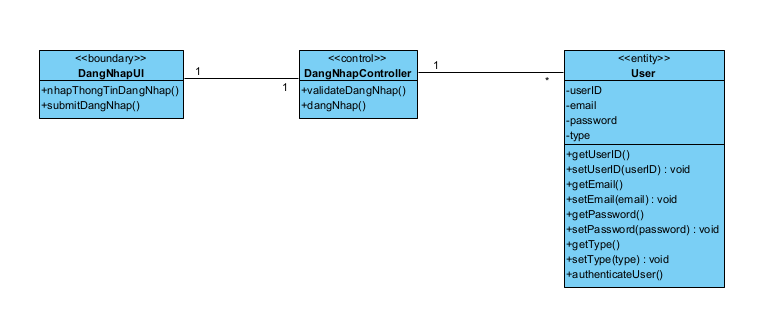 <<boundary>>
DangNhapUI
+nhapThongTinDangNhap()
+submitDangNhap()
1
1
<<control>>
DangNhapController
+validateDangNhap()
+dangNhap()
1
*
<<entity>>
User
-userID
-email
-password
-type
+getUserID()
+setUserID(userID) : void
+getEmail()
+setEmail(email) : void
+getPassword()
+setPassword(password) : void
+getType()
+setType(type) : void
+authenticateUser()